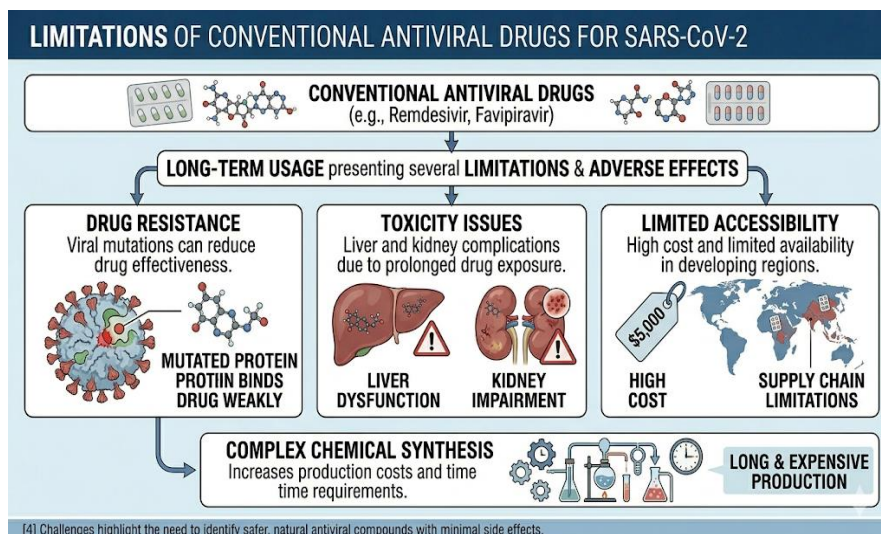 LIMITATIONS OF CONVENTIONAL ANTIVIRAL DRUGS FOR SARS-CoV-2
CONVENTIONAL ANTIVIRAL DRUGS
(e.g., Remdesivir, Favipiravir)
LONG-TERM USAGE presenting several LIMITATIONS & ADVERSE EFFECTS
DRUG RESISTANCE
Viral mutations can reduce
drug effectiveness.
MUTATED PROTEIN
PROTIIN BINDS
DRUG WEAKLY
TOXICITY ISSUES
Liver and kidney complications
due to prolonged drug exposure.
LIVER
DYSFUNCTION
KIDNEY
IMPAIRMENT
LIMITED ACCESSIBILITY
High cost and limited availability
in developing regions.
$5,000
HIGH
COST
SUPPLY CHAIN
LIMITATIONS
COMPLEX CHEMICAL SYNTHESIS
Increases production costs and time
time requirements.
LONG & EXPENSIVE
PRODUCTION
[4] Challenges highlight the need to identify safer, natural antiviral compounds with minimal side effects.